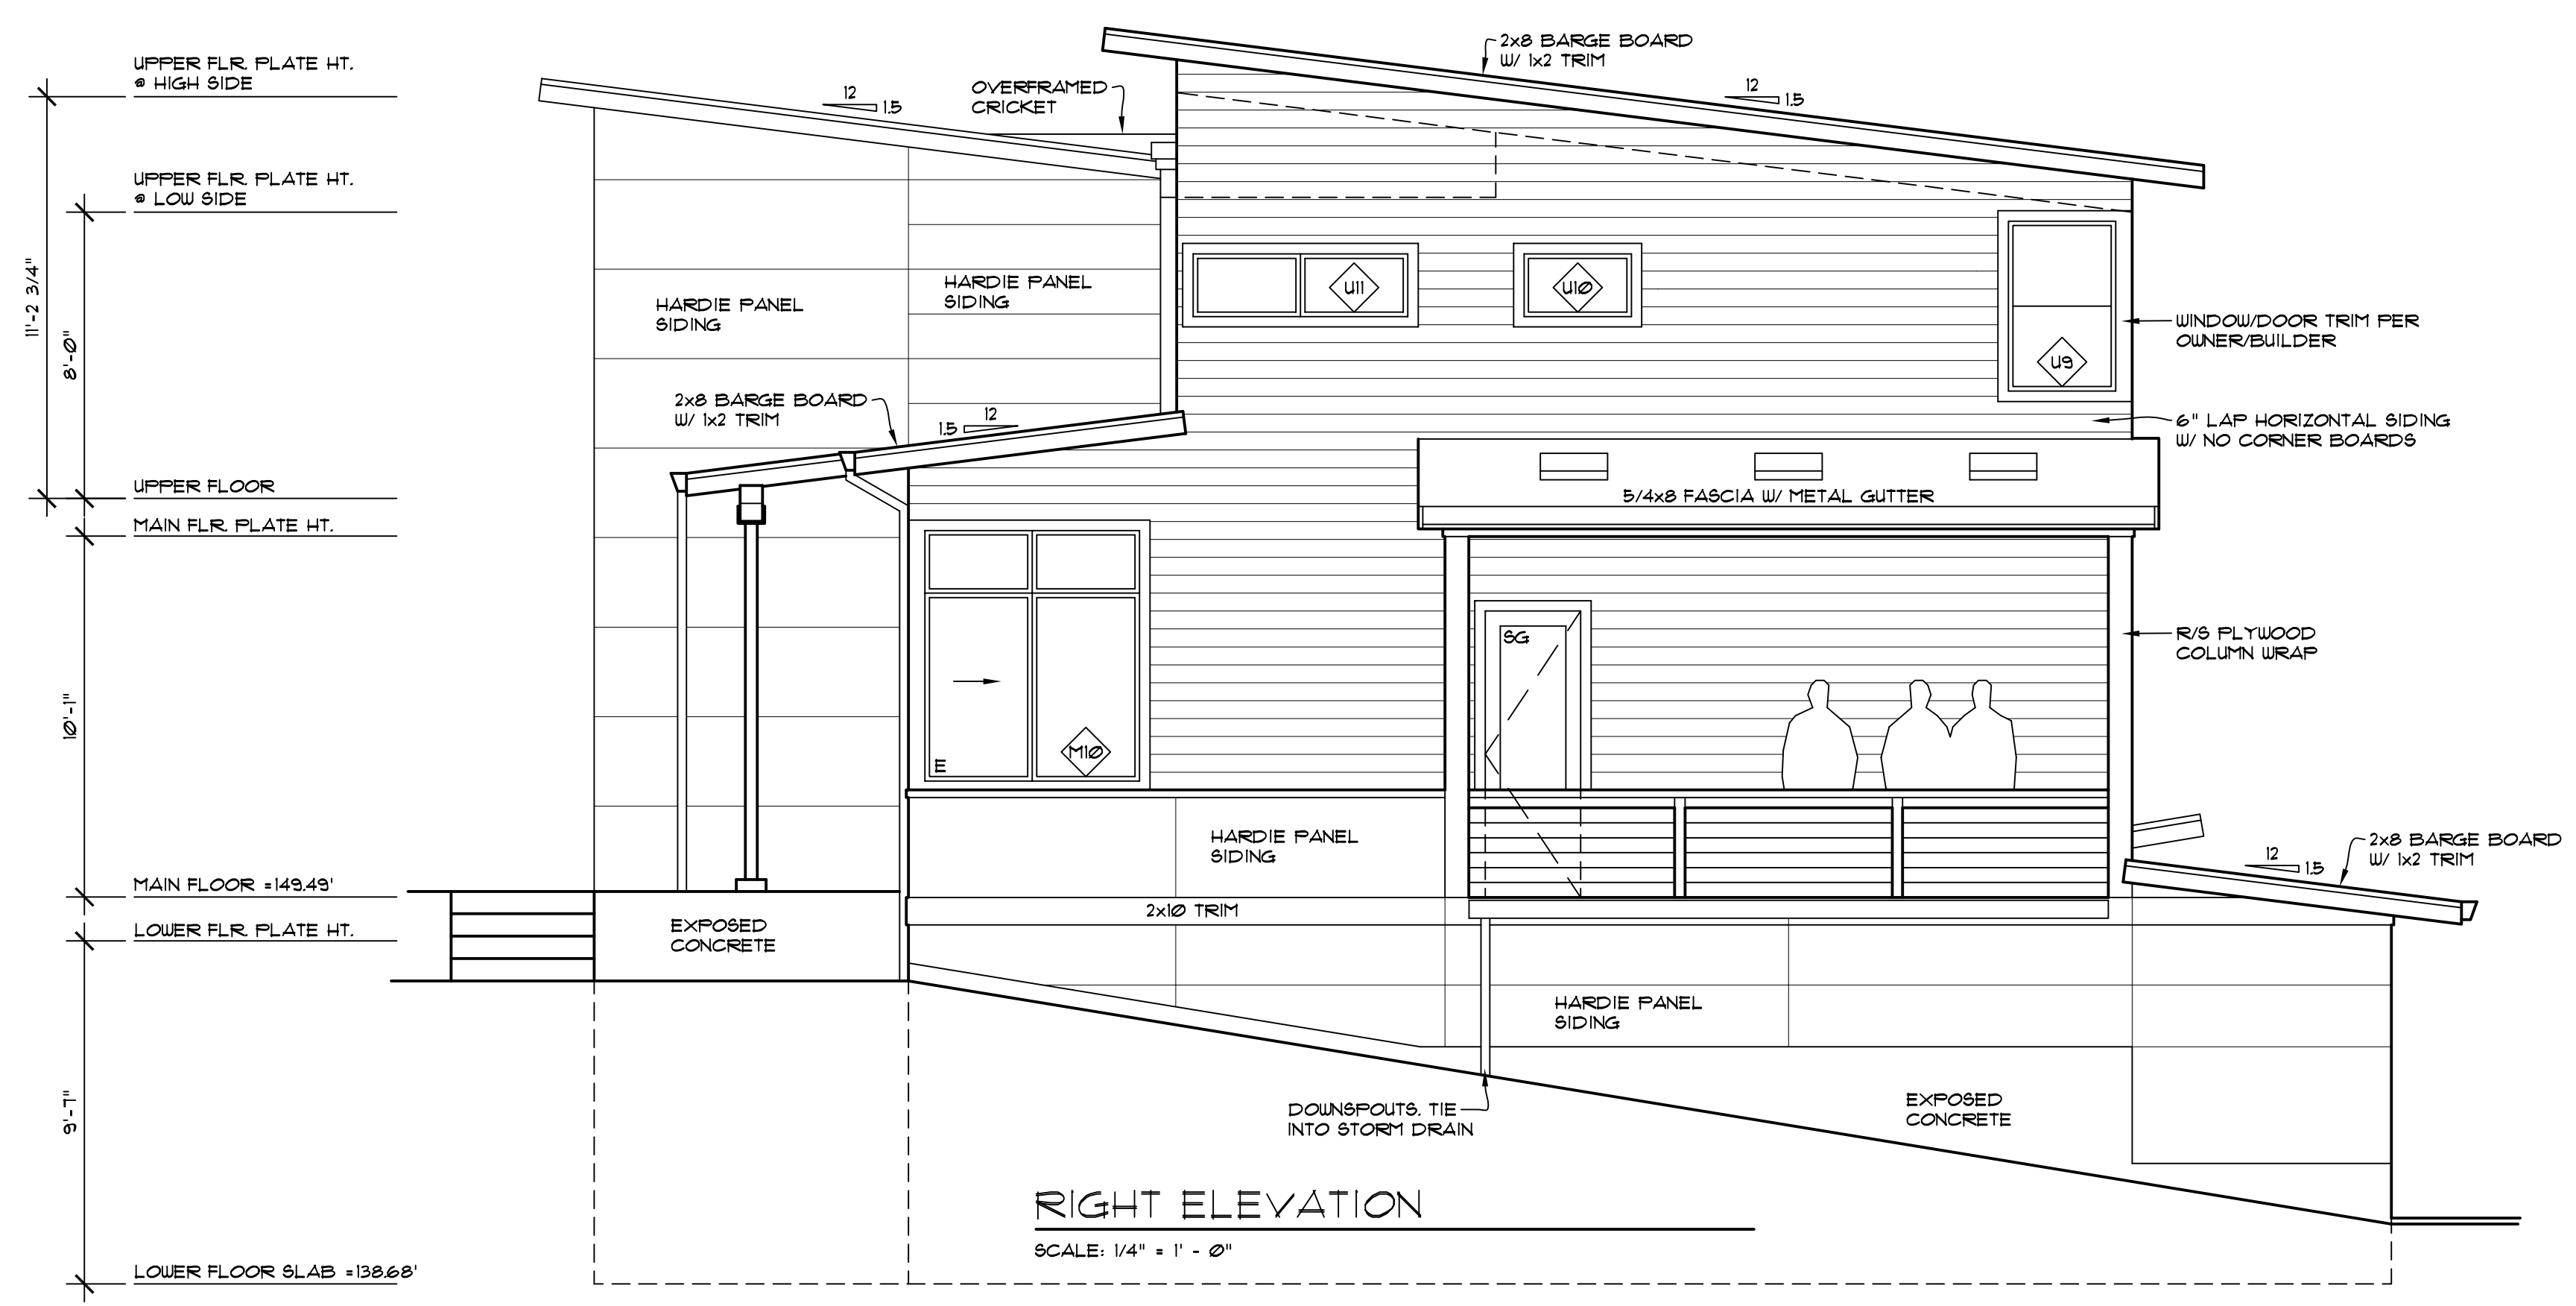 UPPER FLR. PLATE HT.
@ HIGH SIDE
UPPER FLR. PLATE HT.
@ LOW SIDE
11'-2 3/4"
8'-0"
UPPER FLOOR
MAIN FLR. PLATE HT.
10'-1"
MAIN FLOOR =149.49'
LOWER FLR. PLATE HT.
9'-7"
LOWER FLOOR SLAB =138.68'
12
1.5
OVERFRAMED
CRICKET
2x8 BARGE BOARD
W/ 1x2 TRIM
12
1.5
HARDIE PANEL
SIDING
HARDIE PANEL
SIDING
U11
U10
U9
WINDOW/DOOR TRIM PER
OWNER/BUILDER
2x8 BARGE BOARD
W/ 1x2 TRIM
12
1.5
6" LAP HORIZONTAL SIDING
W/ NO CORNER BOARDS
5/4x8 FASCIA W/ METAL GUTTER
SG
R/S PLYWOOD
COLUMN WRAP
E
M10
HARDIE PANEL
SIDING
2x8 BARGE BOARD
W/ 1x2 TRIM
12
1.5
EXPOSED
CONCRETE
2x10 TRIM
HARDIE PANEL
SIDING
DOWNSPOUTS. TIE
INTO STORM DRAIN
EXPOSED
CONCRETE
RIGHT ELEVATION
SCALE: 1/4" = 1' - 0"